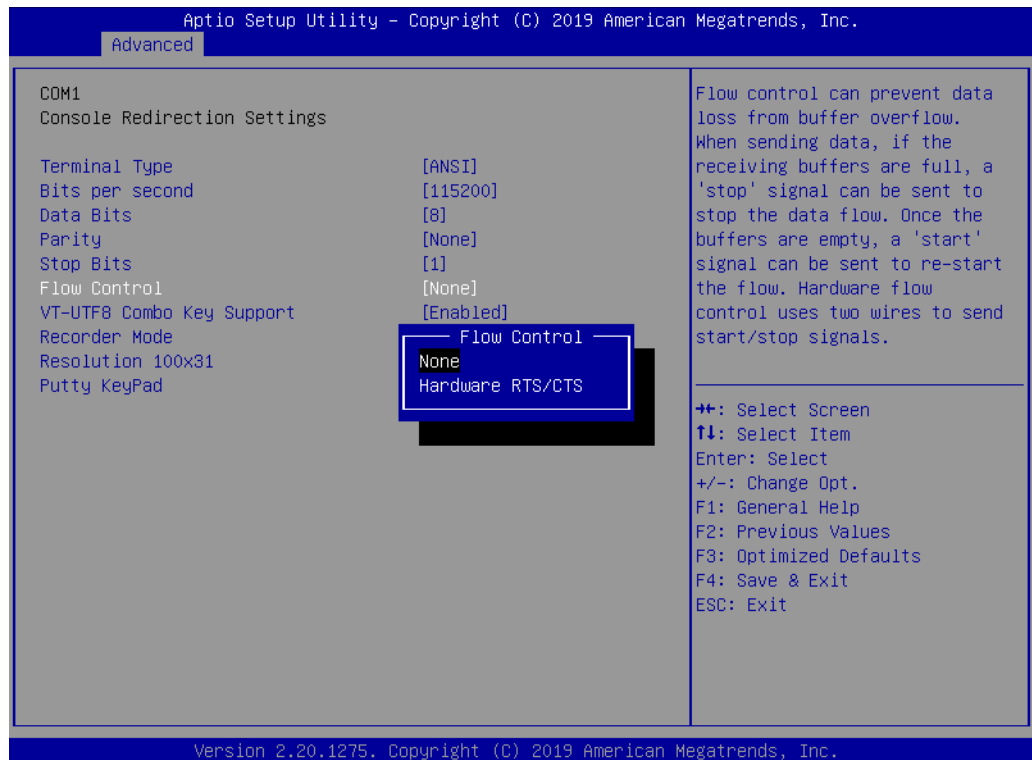 Aptio Setup Utility – Copyright (C) 2019 American Megatrends, Inc.
Advanced
COM1
Console Redirection Settings
Terminal Type [ANSI]
Bits per second [115200]
Data Bits [8]
Parity [None]
Stop Bits [1]
Flow Control [None]
VT-UTF8 Combo Key Support [Enabled]
Recorder Mode
Resolution 100x31
Putty KeyPad
Flow Control
None
Hardware RTS/CTS
Flow control can prevent data
loss from buffer overflow.
When sending data, if the
receiving buffers are full, a
'stop' signal can be sent to
stop the data flow. Once the
buffers are empty, a 'start'
signal can be sent to re-start
the flow. Hardware flow
control uses two wires to send
start/stop signals.
→←: Select Screen
↑↓: Select Item
Enter: Select
+/-: Change Opt.
F1: General Help
F2: Previous Values
F3: Optimized Defaults
F4: Save & Exit
ESC: Exit
Version 2.20.1275. Copyright (C) 2019 American Megatrends, Inc.